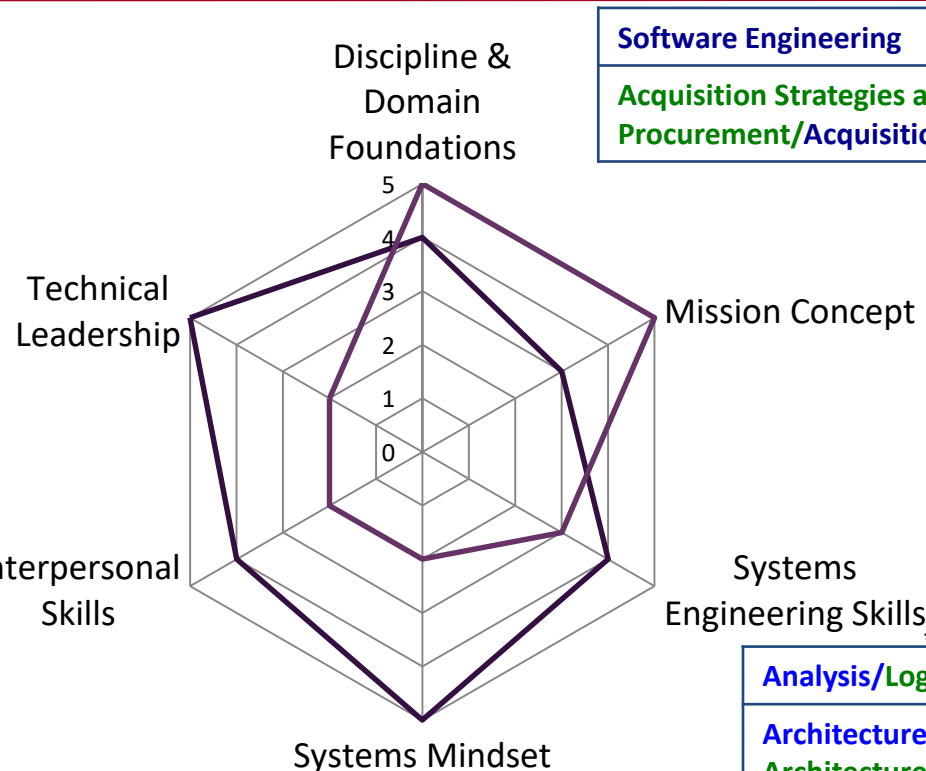 Discipline &
Domain
Foundations
Software Engineering
Acquisition Strategies a
Procurement/Acquisitio
5
4
3
2
1
0
Technical
Leadership
Mission Concept
nterpersonal
Skills
Systems
Engineering Skills
Systems Mindset
Analysis/Log
Architecture
Architecture